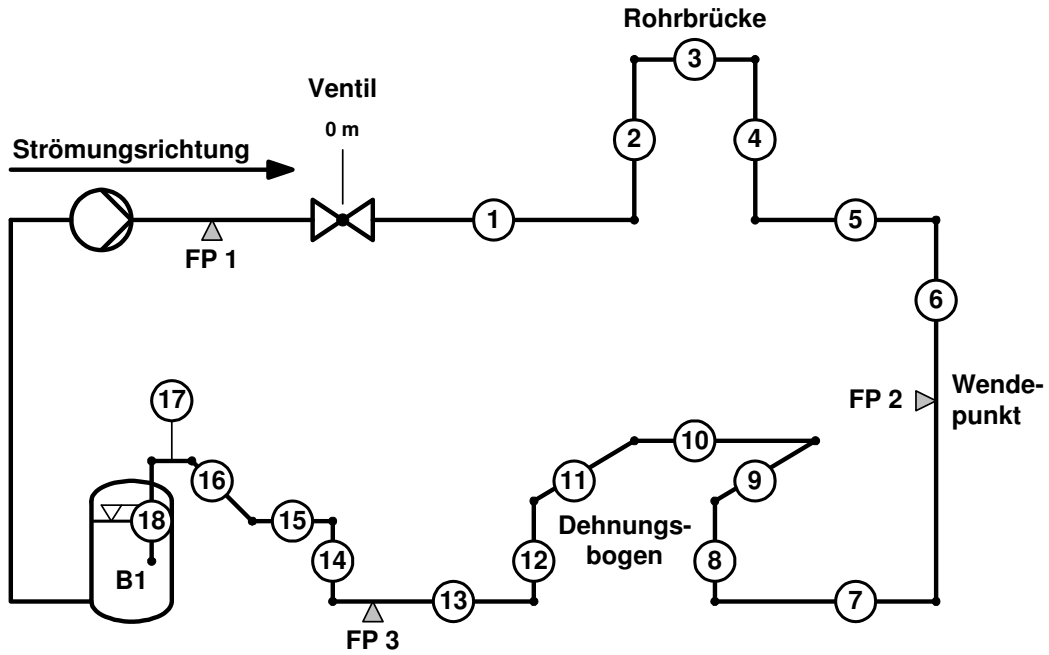 Rohrbrücke
3
Ventil
0 m
2
4
Strömungsrichtung
1
5
FP 1
6
17
FP 2
Wende-
punkt
10
16
11
9
18
15
Dehnungs-
bogen
14
12
8
B1
13
7
FP 3